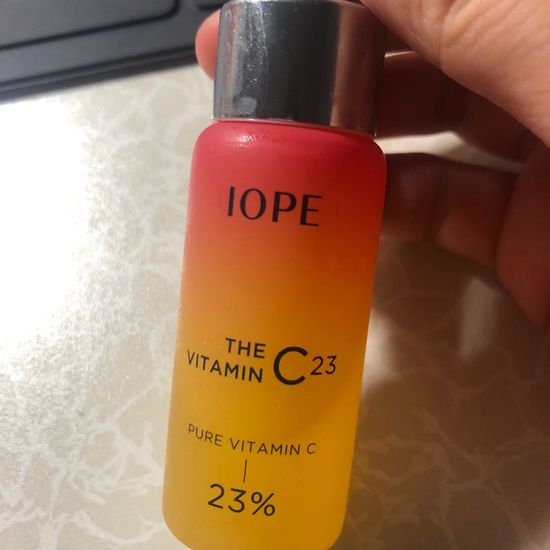 IOPE
THE
VITAMIN C23
PURE VITAMIN C
23%